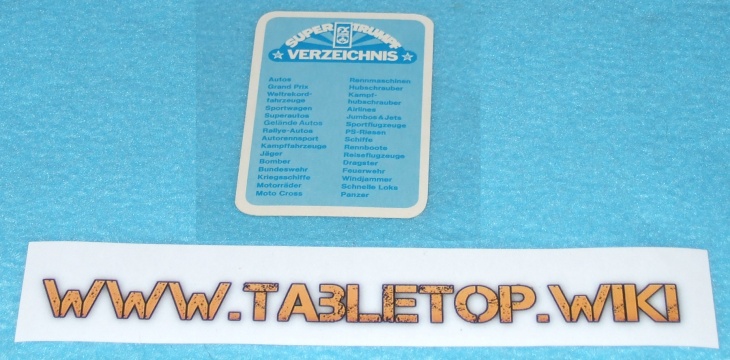 SUPER TRUMPF
VERZEICHNIS
Autos
Grand Prix
Weltrekord-
fahrzeuge
Sportwagen
Superautos
Gelände Autos
Rallye-Autos
Autorennsport
Kampffahrzeuge
Jäger
Bomber
Bundeswehr
Kriegsschiffe
Motorräder
Moto Cross
Rennmaschinen
Hubschrauber
Kampf-
hubschrauber
Airlines
Jumbos & Jets
Sportflugzeuge
PS-Riesen
Schiffe
Rennboote
Reiseflugzeuge
Dragster
Feuerwehr
Windjammer
Schnelle Loks
Panzer
WWW.TABLETOP.WIKI